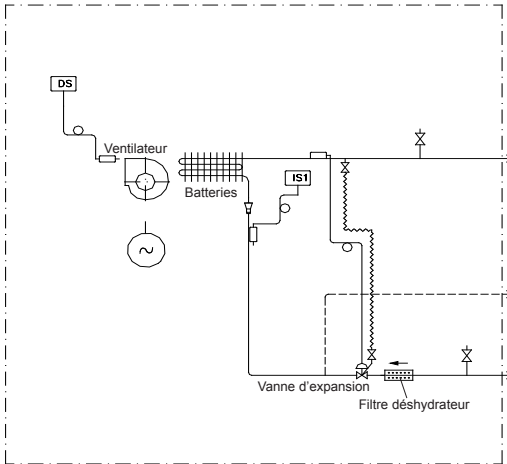 DS
Ventilateur
Batteries
IS1
Vanne d'expansion
Filtre déshydrateur